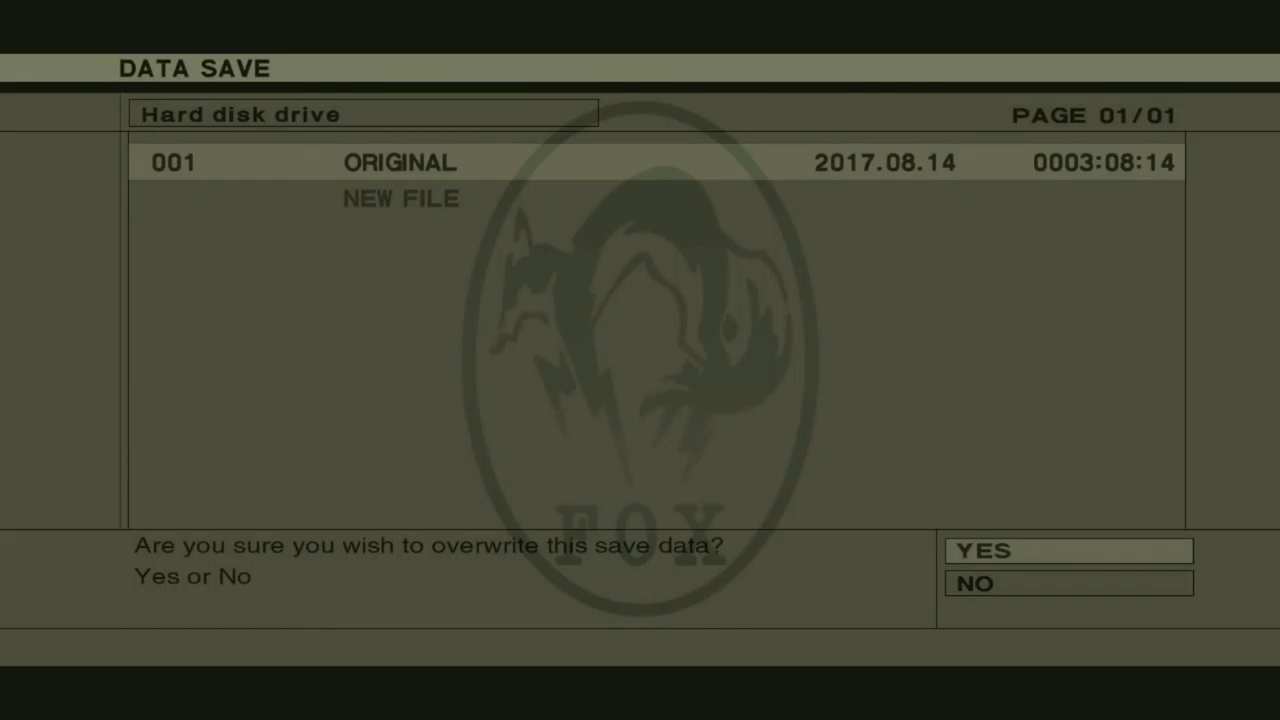 DATA SAVE
Hard disk drive PAGE 01/01
001 ORIGINAL 2017.08.14 0003:08:14
NEW FILE
FOX
Are you sure you wish to overwrite this save data?
Yes or No
YES
NO